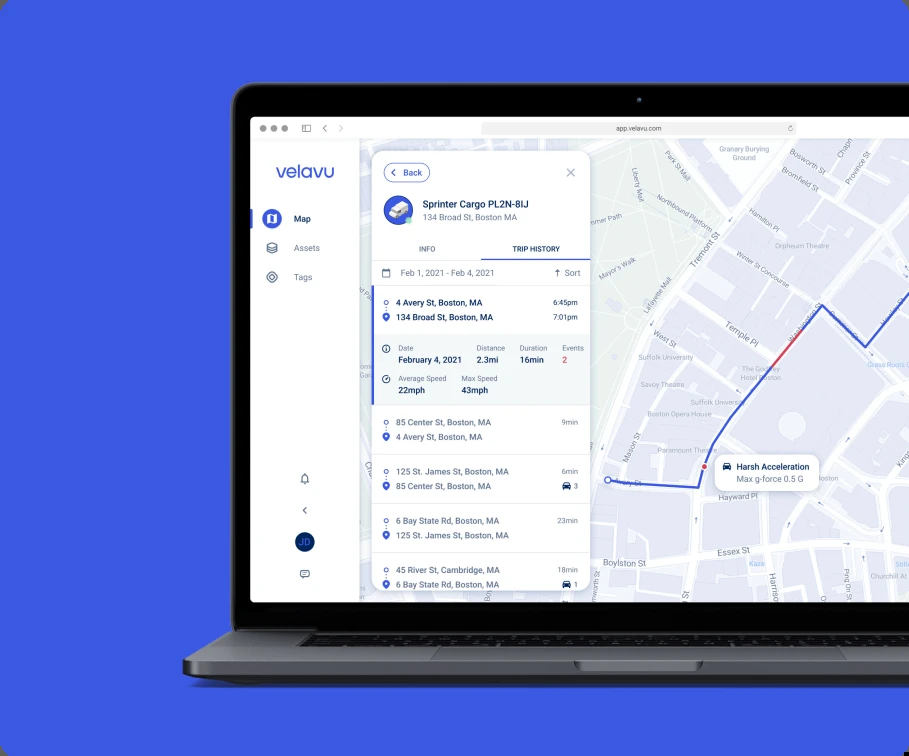 app.velavu.com
velavu
Map
Assets
Tags
JD
Back
Sprinter Cargo PL2N-8IJ
134 Broad St, Boston MA
INFO
TRIP HISTORY
Feb 1, 2021 - Feb 4, 2021
Sort
4 Avery St, Boston, MA
6:45pm
134 Broad St, Boston, MA
7:01pm
Date
Distance
Duration
Events
February 4, 2021
2.3mi
16min
2
Average Speed
Max Speed
22mph
43mph
85 Center St, Boston, MA
9min
4 Avery St, Boston, MA
125 St. James St, Boston, MA
6min
85 Center St, Boston, MA
3
6 Bay State Rd, Boston, MA
23min
125 St. James St, Boston, MA
45 River St, Cambridge, MA
18min
6 Bay State Rd, Boston, MA
1
Granary Burying
Ground
Park St Mall
Liberty Mall
Bosworth St
Bromfield St
Province St
Northbound Platform
Hamilton Pl
Tremont St
Orpheum Theatre
Winter St Concourse
Mayor's Walk
Lafayette Mall
West St
Temple Pl
Washington St
Suffolk University
The Godfrey
Hotel Boston
Savoy Theatre
Suffolk University
Boston Opera House
Mason St
Paramount Theatre
Harsh Acceleration
Max g-force 0.5 G
Hayward Pl
Essex St
Boylston St
Kaze